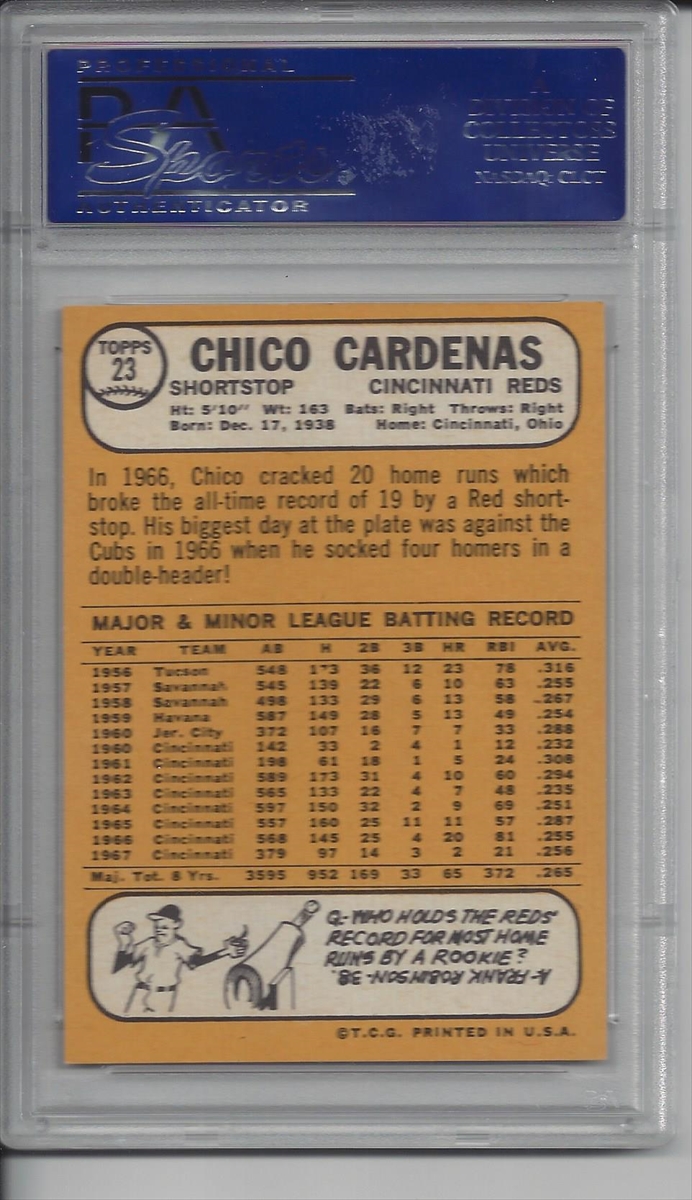 PROFESSIONAL
PSA
Sports
AUTHENTICATOR
A
DIVISION OF
COLLECTORS
UNIVERSE
NASDAQ: CLCT
TOPPS
23
CHICO CARDENAS
SHORTSTOP CINCINNATI REDS
Ht: 5'10" Wt: 163 Bats: Right Throws: Right
Born: Dec. 17, 1938 Home: Cincinnati, Ohio
In 1966, Chico cracked 20 home runs which
broke the all-time record of 19 by a Red short-
stop. His biggest day at the plate was against the
Cubs in 1966 when he socked four homers in a
double-header!
MAJOR & MINOR LEAGUE BATTING RECORD
YEAR TEAM AB H 2B 3B HR RBI AVG.
1956 Tucson 548 173 36 12 23 78 .316
1957 Savannah 545 139 22 6 10 63 .255
1958 Savannah 498 133 29 6 13 58 .267
1959 Havana 587 149 28 5 13 49 .254
1960 Jer. City 372 107 16 7 7 33 .288
1960 Cincinnati 142 33 2 4 1 12 .232
1961 Cincinnati 198 61 18 1 5 24 .308
1962 Cincinnati 589 173 31 4 10 60 .294
1963 Cincinnati 565 133 22 4 7 48 .235
1964 Cincinnati 597 150 32 2 9 69 .251
1965 Cincinnati 557 160 25 11 11 57 .287
1966 Cincinnati 568 145 25 4 20 81 .255
1967 Cincinnati 379 97 14 3 2 21 .256
Maj. Tot. 8 Yrs. 3595 952 169 33 65 372 .265
Q-WHO HOLDS THE REDS'
RECORD FOR MOST HOME
RUNS BY A ROOKIE?
A-FRANK ROBINSON-38.
©T.C.G. PRINTED IN U.S.A.